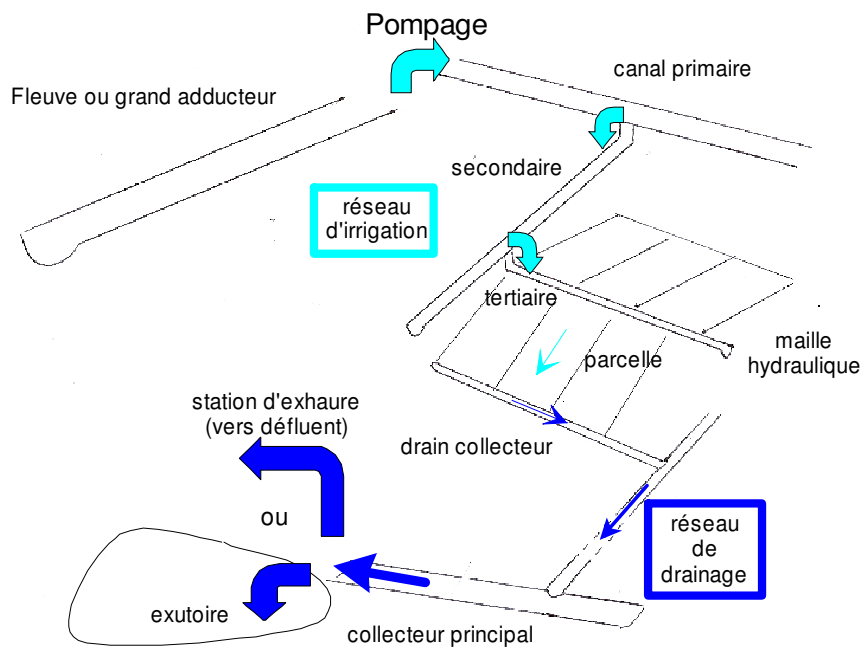 Pompage
canal primaire
Fleuve ou grand adducteur
secondaire
réseau
d'irrigation
tertiaire
maille
hydraulique
parcelle
station d'exhaure
(vers défluent)
drain collecteur
ou
réseau
de
drainage
exutoire
collecteur principal